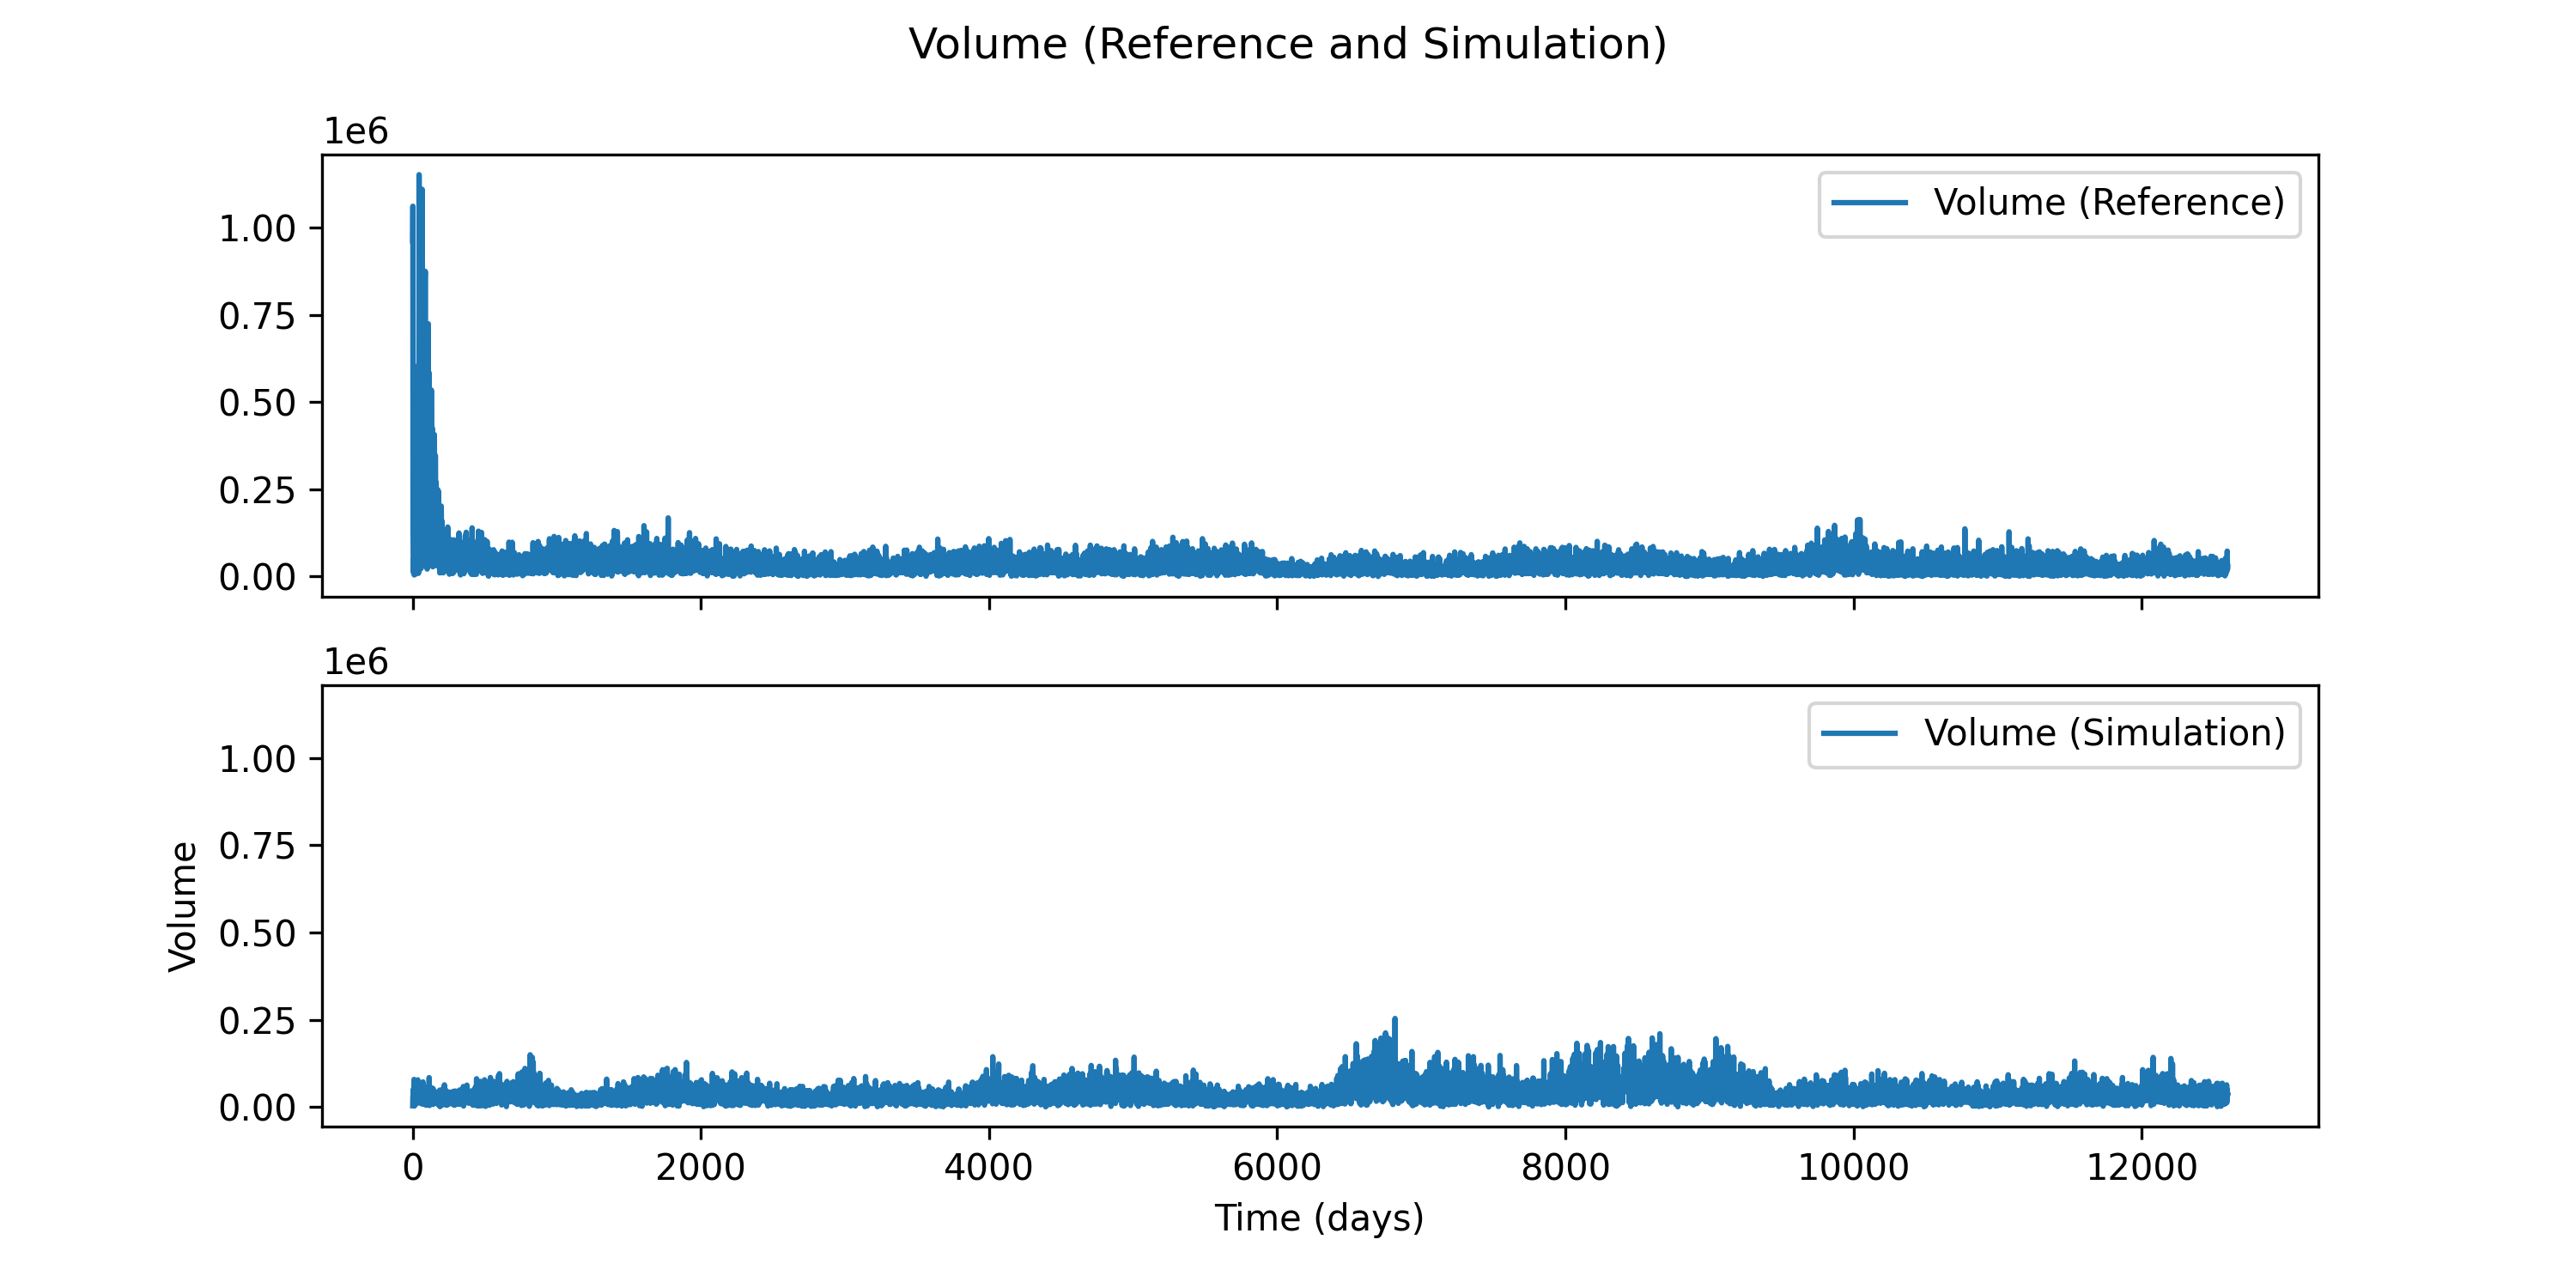 Volume (Reference and Simulation)
1e6
Volume (Reference)
1.00
0.75
0.50
0.25
0.00
1e6
Volume (Simulation)
1.00
0.75
0.50
0.25
0.00
Volume
0 2000 4000 6000 8000 10000 12000
Time (days)